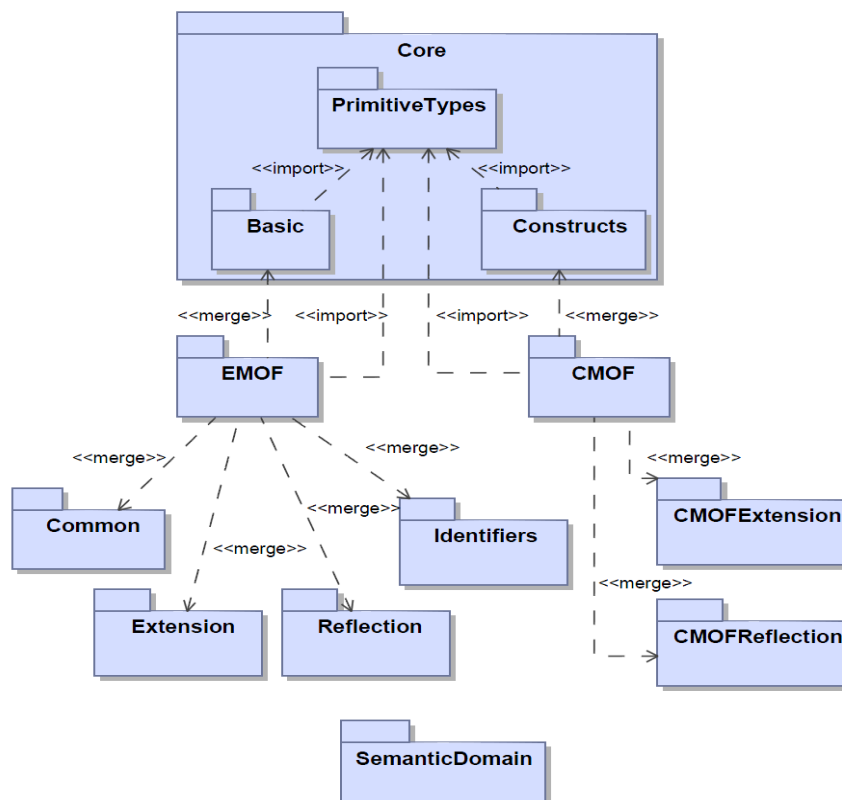 Core
PrimitiveTypes
<<import>> <<import>>
Basic Constructs
<<merge>> <<import>> <<import>> <<merge>>
EMOF CMOF
<<merge>> <<merge>> <<merge>>
Common <<merge>> Identifiers CMOFExtension
<<merge>> <<merge>>
Extension Reflection CMOFReflection
SemanticDomain